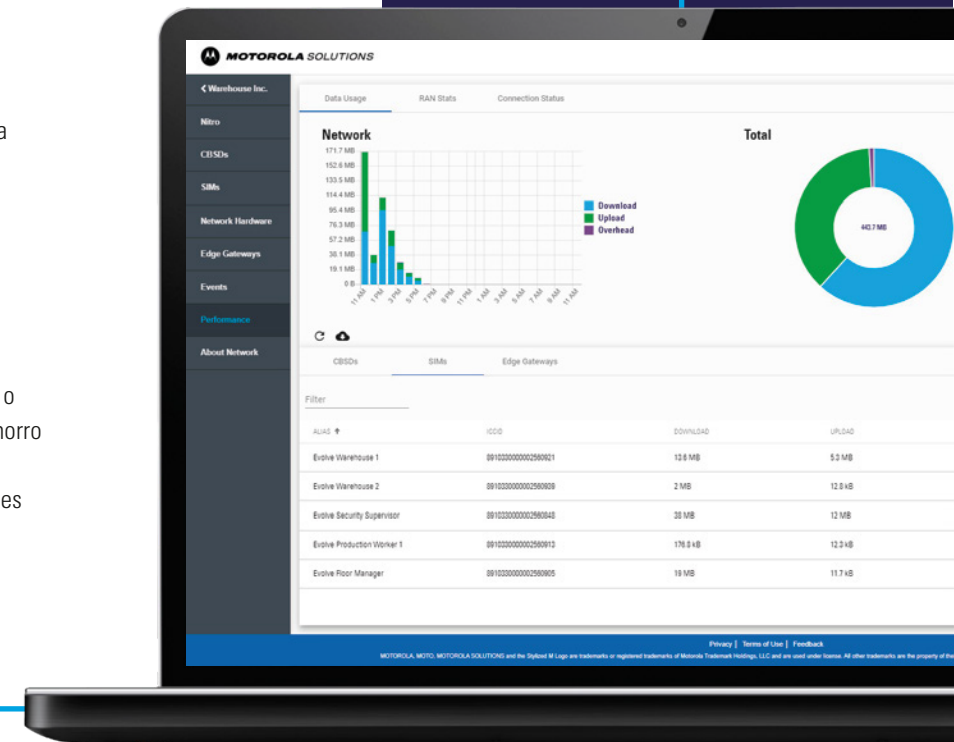 a
o
horro
es
MOTOROLA SOLUTIONS
Warehouse Inc.
Nitro
CBSDs
SIMs
Network Hardware
Edge Gateways
Events
Performance
About Network
Data Usage RAN Stats Connection Status
Network
171.7 MB
152.6 MB
133.5 MB
114.4 MB
95.4 MB
76.3 MB
57.2 MB
38.1 MB
19.1 MB
0 B
11 AM 1 PM 3 PM 5 PM 7 PM 9 PM 11 PM 1 AM 3 AM 5 AM 7 AM 9 AM 11 AM
Download
Upload
Overhead
Total
443.7 MB
CBSDs SIMs Edge Gateways
Filter
ALIAS ICCID DOWNLOAD UPLOAD
Evolve Warehouse 1 8910330000002560921 13.6 MB 5.3 MB
Evolve Warehouse 2 8910330000002560939 2 MB 12.8 kB
Evolve Security Supervisor 8910330000002560848 38 MB 12 MB
Evolve Production Worker 1 8910330000002560913 176.8 kB 12.3 kB
Evolve Floor Manager 8910330000002560905 19 MB 11.7 kB
Privacy | Terms of Use | Feedback
MOTOROLA, MOTO, MOTOROLA SOLUTIONS and the Stylized M Logo are trademarks or registered trademarks of Motorola Trademark Holdings, LLC and are used under license. All other trademarks are the property of the